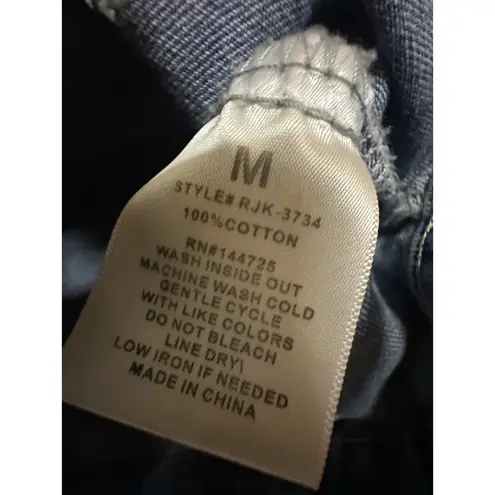 M
STYLE# RJK-3734
100%COTTON
RN#144725
WASH INSIDE OUT
MACHINE WASH COLD
GENTLE CYCLE
WITH LIKE COLORS
DO NOT BLEACH
LINE DRY)
LOW IRON IF NEEDED
MADE IN CHINA